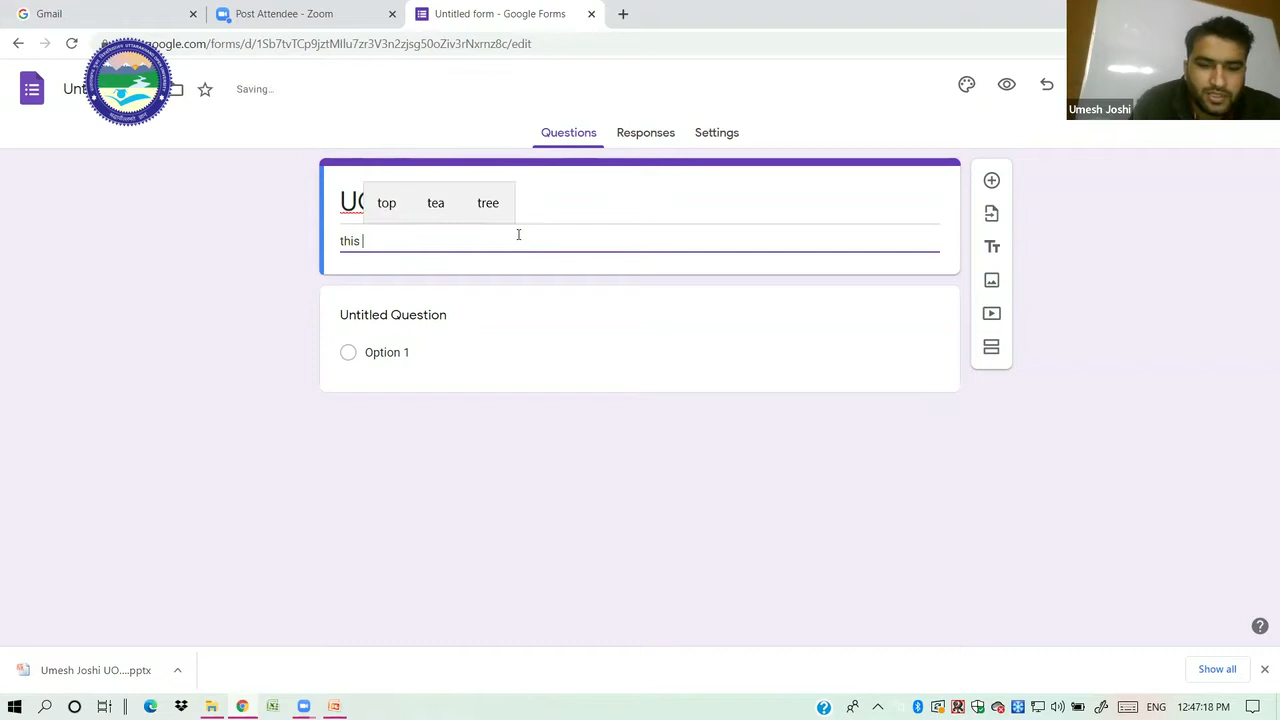 Gmail
Post Attendee - Zoom
Untitled form - Google Forms
google.com/forms/d/1Sb7tvTCp9jztMIlu7zr3V3n2zjsg50oZiv3rNxrnz8c/edit
Umesh Joshi
Saving...
Questions
Responses
Settings
top tea tree
this
Untitled Question
Option 1
Umesh Joshi UO....pptx
Show all
ENG
12:47:18 PM